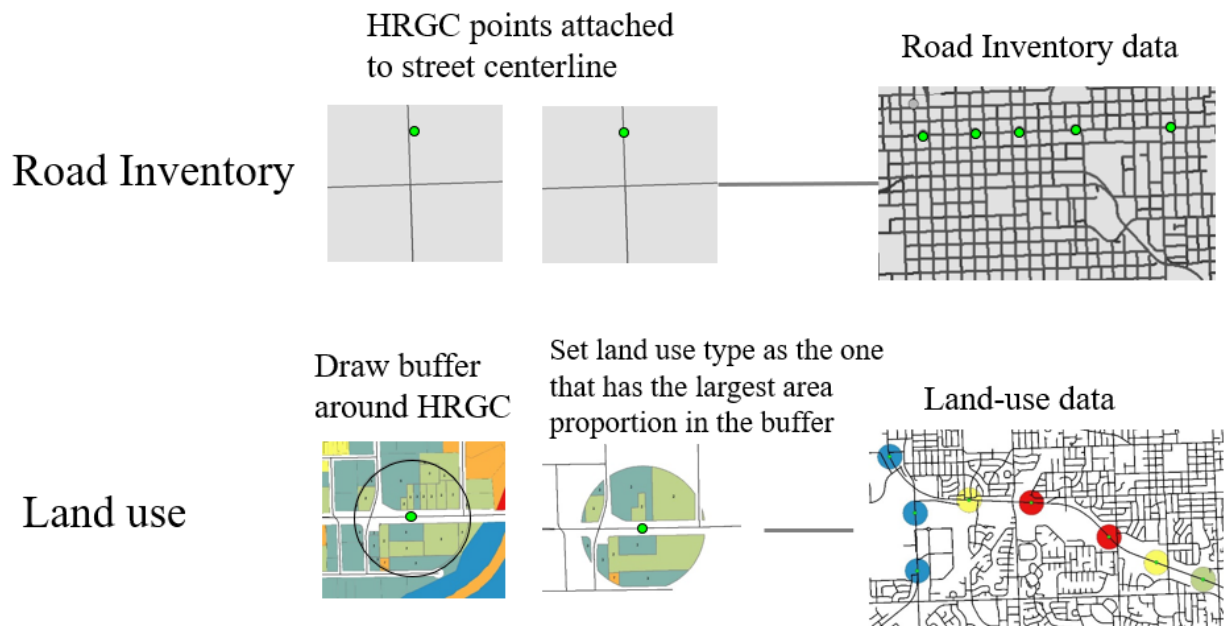 HRGC points attached
to street centerline
Road Inventory data
Road Inventory
Draw buffer
around HRGC
Set land use type as the one
that has the largest area
proportion in the buffer
Land-use data
Land use